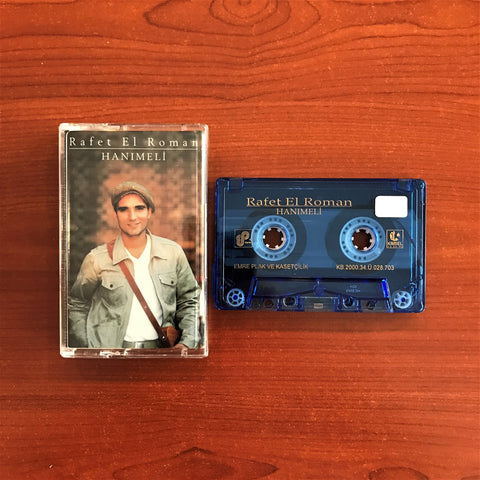 Rafet El Roman
HANIMELİ
Rafet El Roman
HANIMELİ
EMRE PLAK VE KASETÇİLİK
KB.2000.34.Ü.028.703